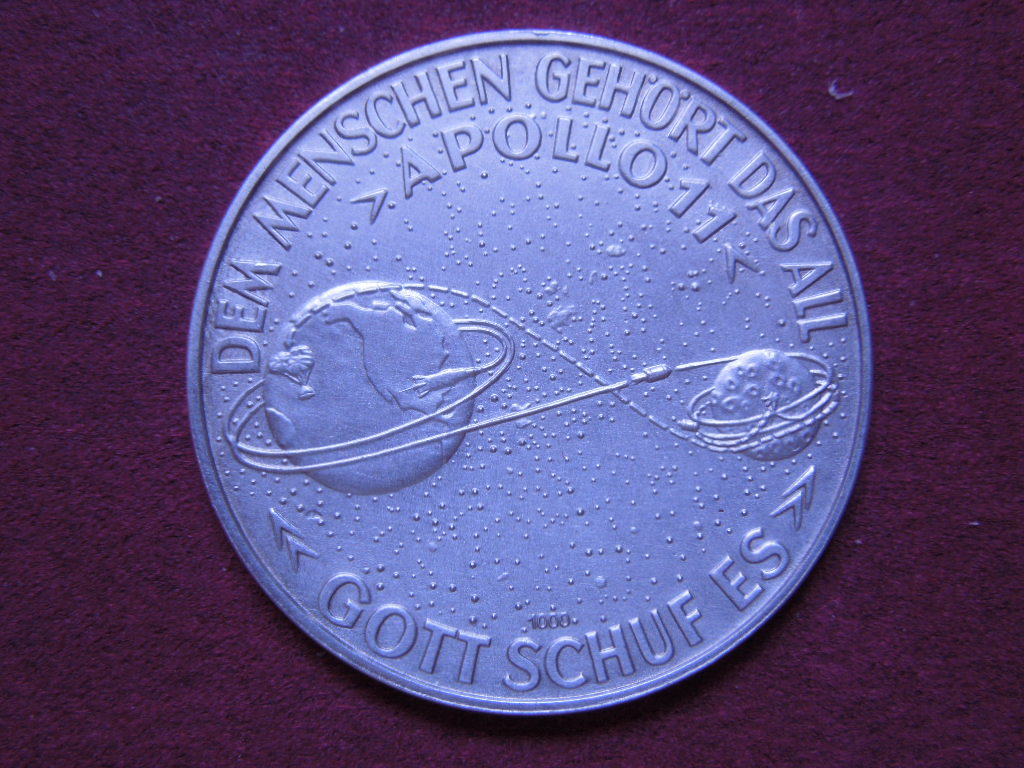 DEM MENSCHEN GEHÖRT DAS ALL
APOLLO 11
1000
GOTT SCHUF ES